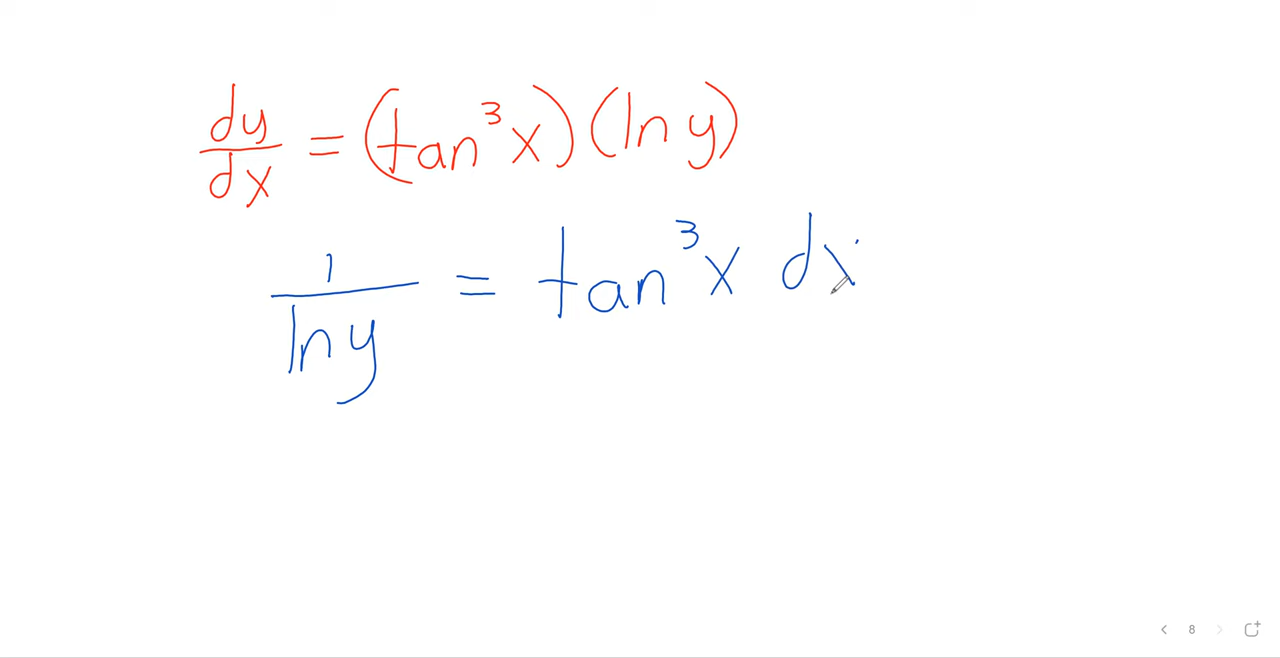 dy/dx = (tan³x)(ln y)
1/ln y = tan³x dx
8